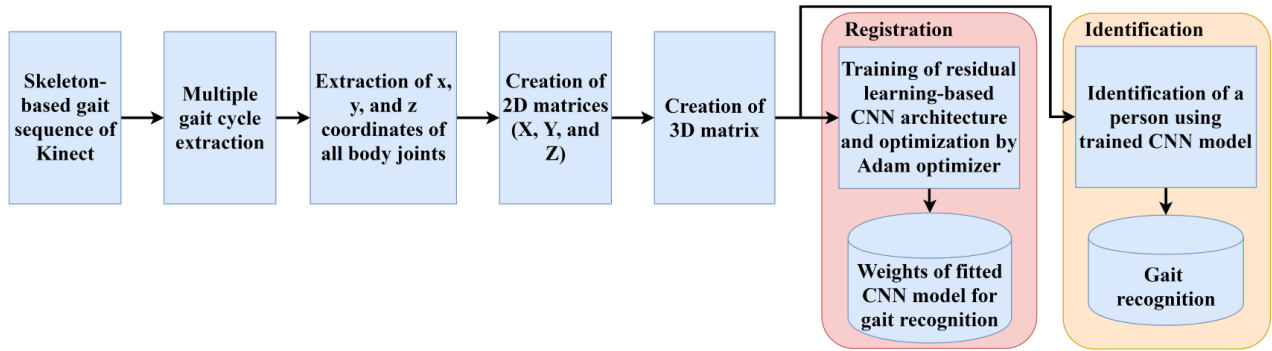 Skeleton-
based gait
sequence of
Kinect
Multiple
gait cycle
extraction
Extraction of x,
y, and z
coordinates of
all body joints
Creation of
2D matrices
(X, Y, and
Z)
Creation of
3D matrix
Registration
Training of residual
learning-based
CNN architecture
and optimization by
Adam optimizer
Weights of fitted
CNN model for
gait recognition
Identification
Identification of a
person using
trained CNN model
Gait
recognition